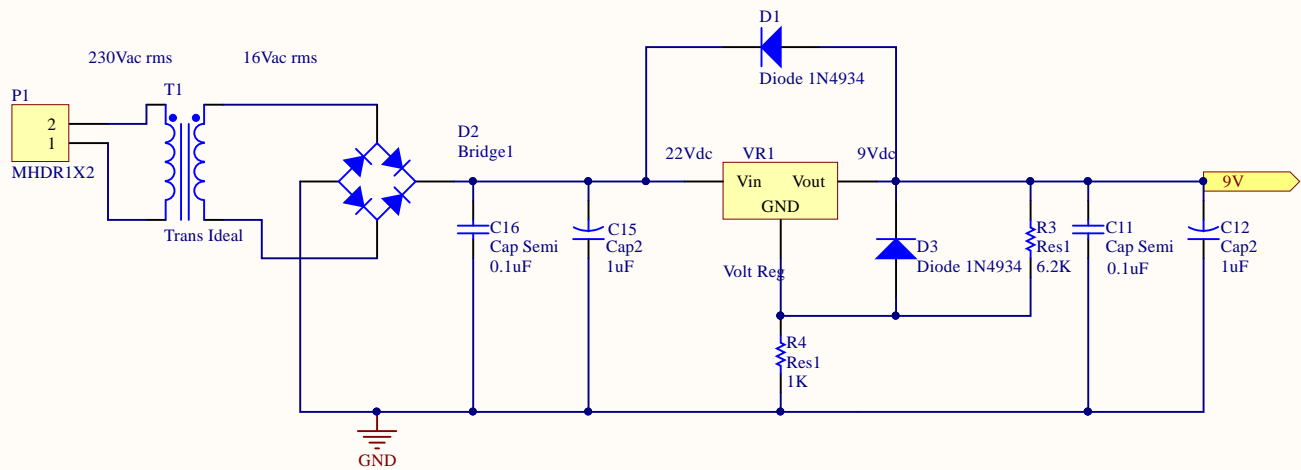 D1
230Vac rms
16Vac rms
Diode 1N4934
T1
P1
2
1
MHDR1X2
D2
Bridge1
22Vdc
VR1
9Vdc
Vin
Vout
GND
9V
Trans Ideal
C16
Cap Semi
0.1uF
C15
Cap2
1uF
Volt Reg
D3
Diode 1N4934
R3
Res1
6.2K
C11
Cap Semi
0.1uF
C12
Cap2
1uF
R4
Res1
1K
GND